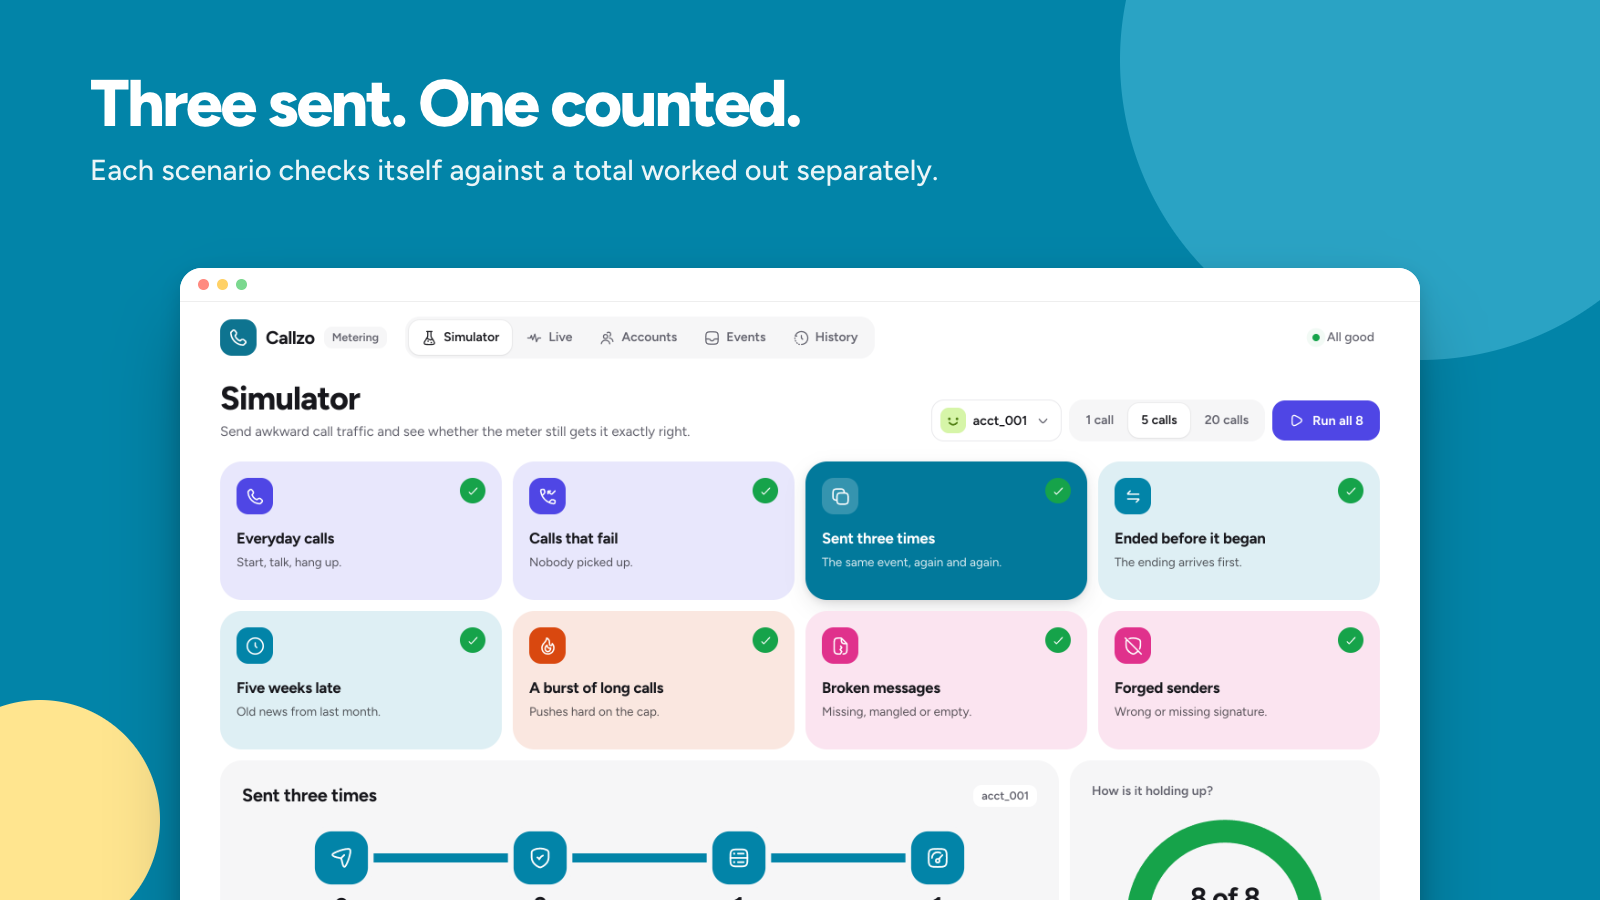 Three sent. One counted.
Each scenario checks itself against a total worked out separately.
Callzo Metering Simulator Live Accounts Events History All good
Simulator
Send awkward call traffic and see whether the meter still gets it exactly right.
acct_001 1 call 5 calls 20 calls Run all 8
Everyday calls
Start, talk, hang up.
Calls that fail
Nobody picked up.
Sent three times
The same event, again and again.
Ended before it began
The ending arrives first.
Five weeks late
Old news from last month.
A burst of long calls
Pushes hard on the cap.
Broken messages
Missing, mangled or empty.
Forged senders
Wrong or missing signature.
Sent three times
acct_001
How is it holding up?
8 of 8